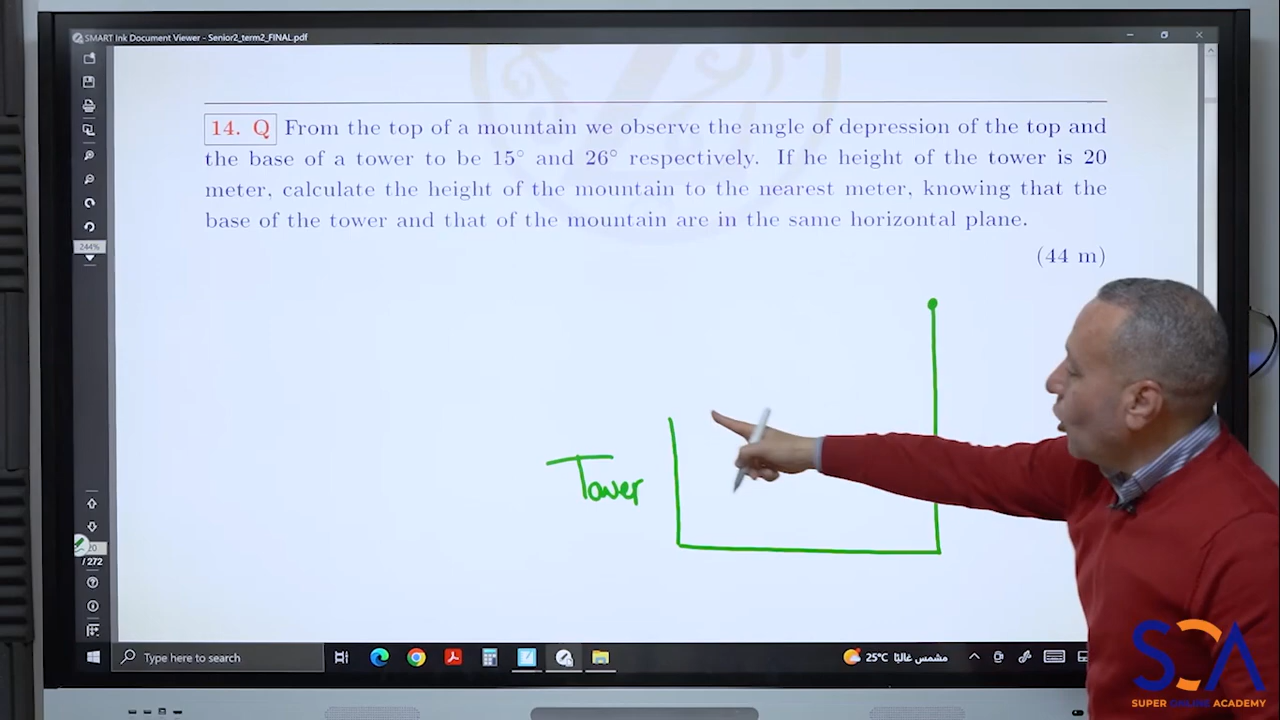 SMART Ink Document Viewer - Senior2_term2_FINAL.pdf
14. Q From the top of a mountain we observe the angle of depression of the top and
the base of a tower to be 15° and 26° respectively. If he height of the tower is 20
meter, calculate the height of the mountain to the nearest meter, knowing that the
base of the tower and that of the mountain are in the same horizontal plane.
(44 m)
244%
Tower
20
/ 272
Type here to search
25°C مشمس غالبًا
SCA
SUPER ONLINE ACADEMY